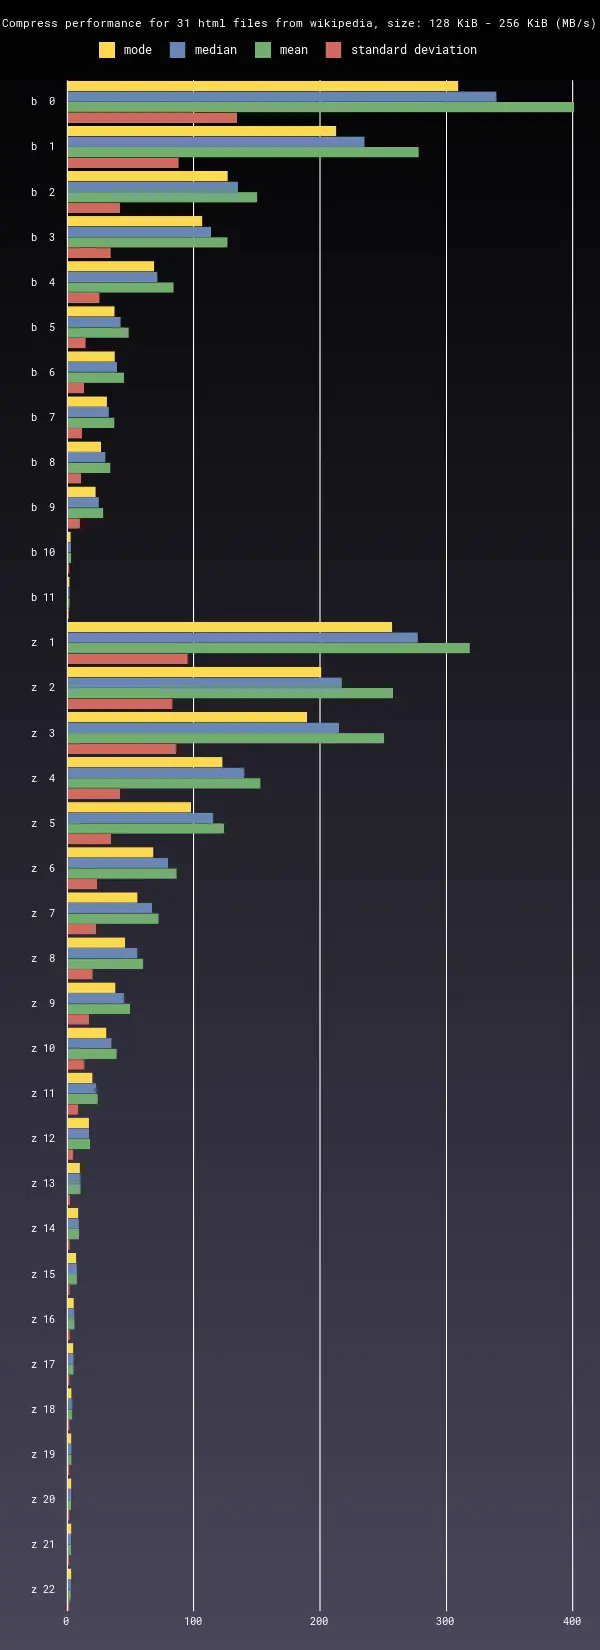 Compress performance for 31 html files from wikipedia, size: 128 KiB - 256 KiB (MB/s)
mode median mean standard deviation
b 0
b 1
b 2
b 3
b 4
b 5
b 6
b 7
b 8
b 9
b 10
b 11
z 1
z 2
z 3
z 4
z 5
z 6
z 7
z 8
z 9
z 10
z 11
z 12
z 13
z 14
z 15
z 16
z 17
z 18
z 19
z 20
z 21
z 22
0 100 200 300 400